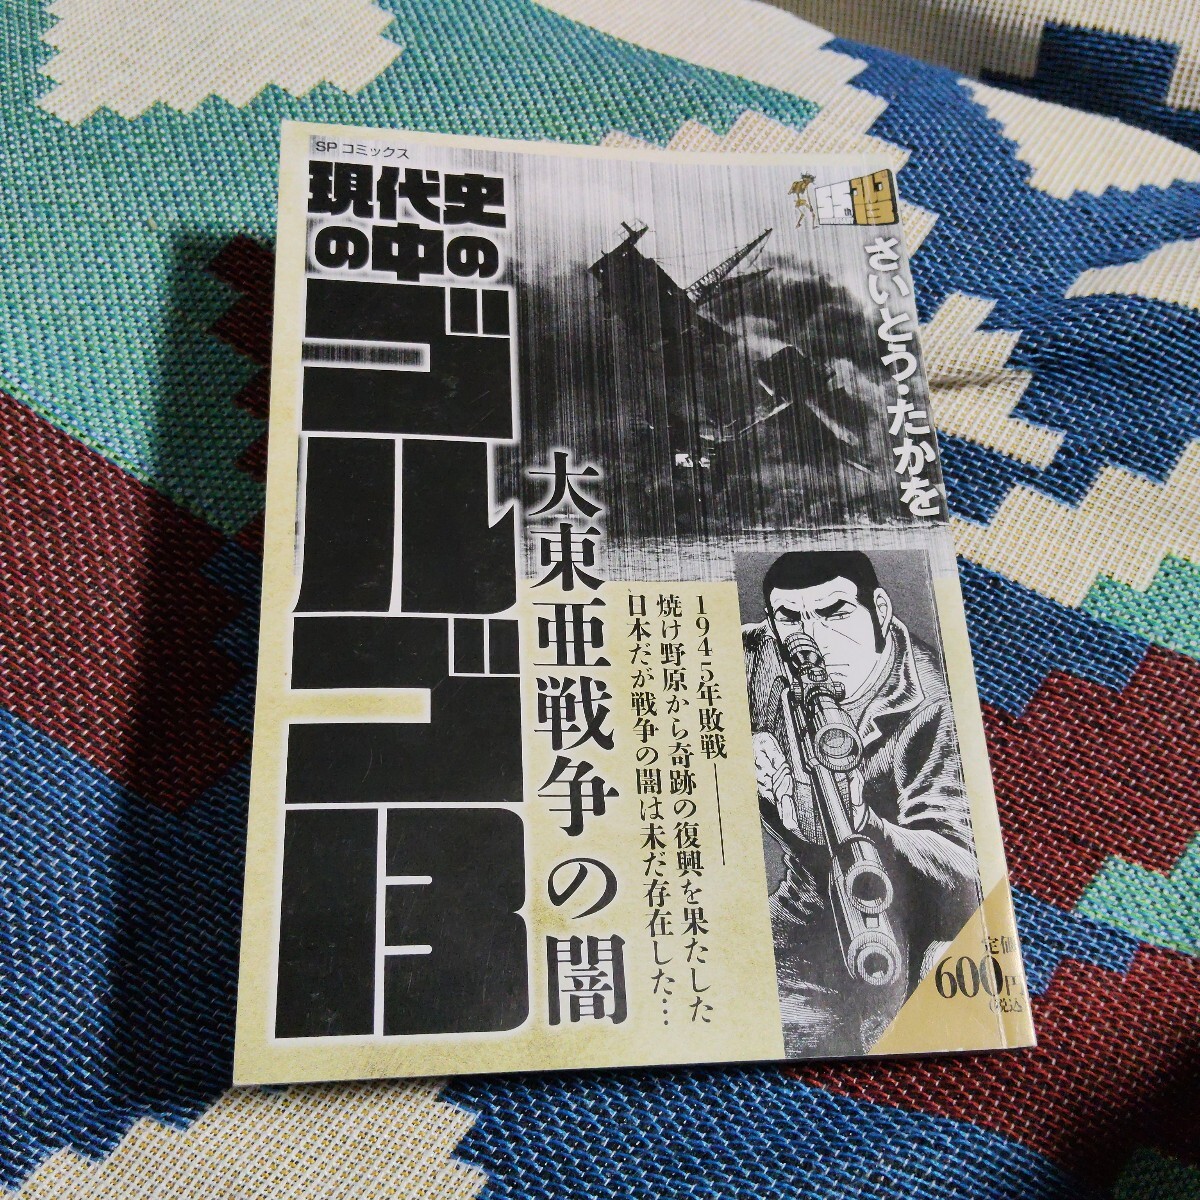 SPコミックス
現代史
の中の
ゴルゴ13
さいとう・たかを
大東亜戦争の闇
1945年敗戦――――
焼け野原から奇跡の復興を果たした
日本だが戦争の闇は未だ存在した…
定価
600円
(税込